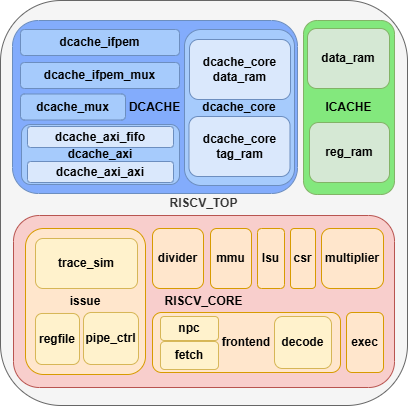 dcache_ifpem
dcache_ifpem_mux
dcache_mux
DCACHE
dcache_axi_fifo
dcache_axi
dcache_axi_axi
dcache_core
data_ram
dcache_core
dcache_core
tag_ram
data_ram
ICACHE
reg_ram
RISCV_TOP
trace_sim
issue
regfile
pipe_ctrl
divider
mmu
lsu
csr
multiplier
RISCV_CORE
npc
fetch
frontend
decode
exec